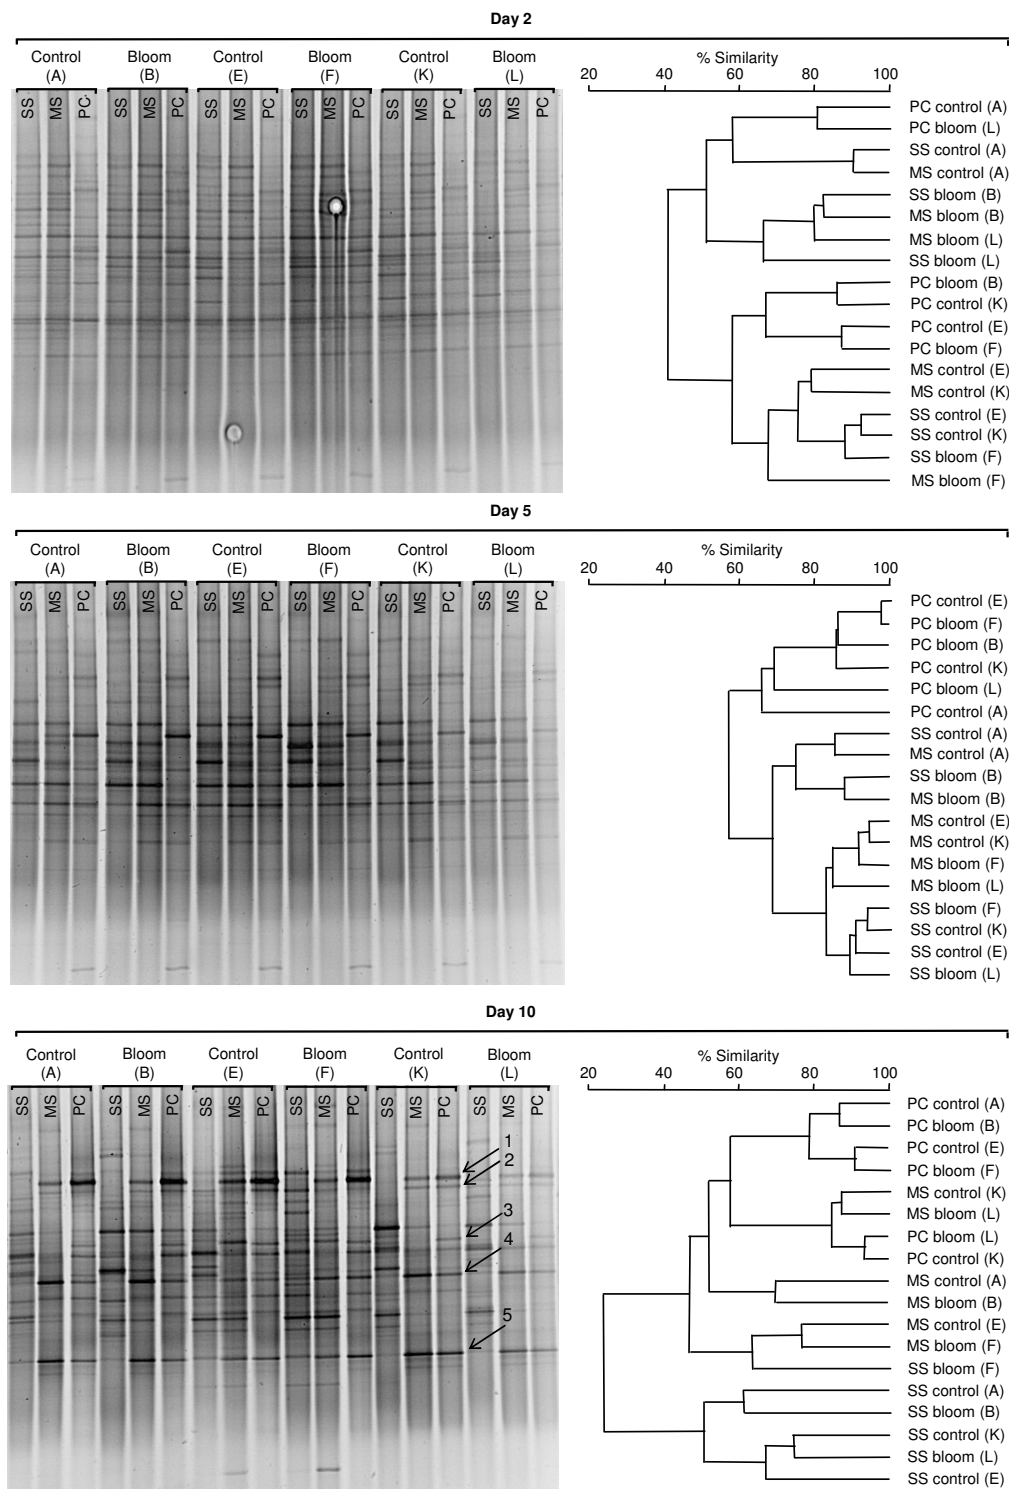 Day 2
Control Bloom Control Bloom Control Bloom
(A) (B) (E) (F) (K) (L)
SS MS PC SS MS PC SS MS PC SS MS PC SS MS PC SS MS PC
% Similarity
20 40 60 80 100
PC control (A)
PC bloom (L)
SS control (A)
MS control (A)
SS bloom (B)
MS bloom (B)
MS bloom (L)
SS bloom (L)
PC bloom (B)
PC control (K)
PC control (E)
PC bloom (F)
MS control (E)
MS control (K)
SS control (E)
SS control (K)
SS bloom (F)
MS bloom (F)
Day 5
Control Bloom Control Bloom Control Bloom
(A) (B) (E) (F) (K) (L)
SS MS PC SS MS PC SS MS PC SS MS PC SS MS PC SS MS PC
% Similarity
20 40 60 80 100
PC control (E)
PC bloom (F)
PC bloom (B)
PC control (K)
PC bloom (L)
PC control (A)
SS control (A)
MS control (A)
SS bloom (B)
MS bloom (B)
MS control (E)
MS control (K)
MS bloom (F)
MS bloom (L)
SS bloom (F)
SS control (K)
SS control (E)
SS bloom (L)
Day 10
Control Bloom Control Bloom Control Bloom
(A) (B) (E) (F) (K) (L)
SS MS PC SS MS PC SS MS PC SS MS PC SS MS PC SS MS PC
1
2
3
4
5
% Similarity
20 40 60 80 100
PC control (A)
PC bloom (B)
PC control (E)
PC bloom (F)
MS control (K)
MS bloom (L)
PC bloom (L)
PC control (K)
MS control (A)
MS bloom (B)
MS control (E)
MS bloom (F)
SS bloom (F)
SS control (A)
SS bloom (B)
SS control (K)
SS bloom (L)
SS control (E)